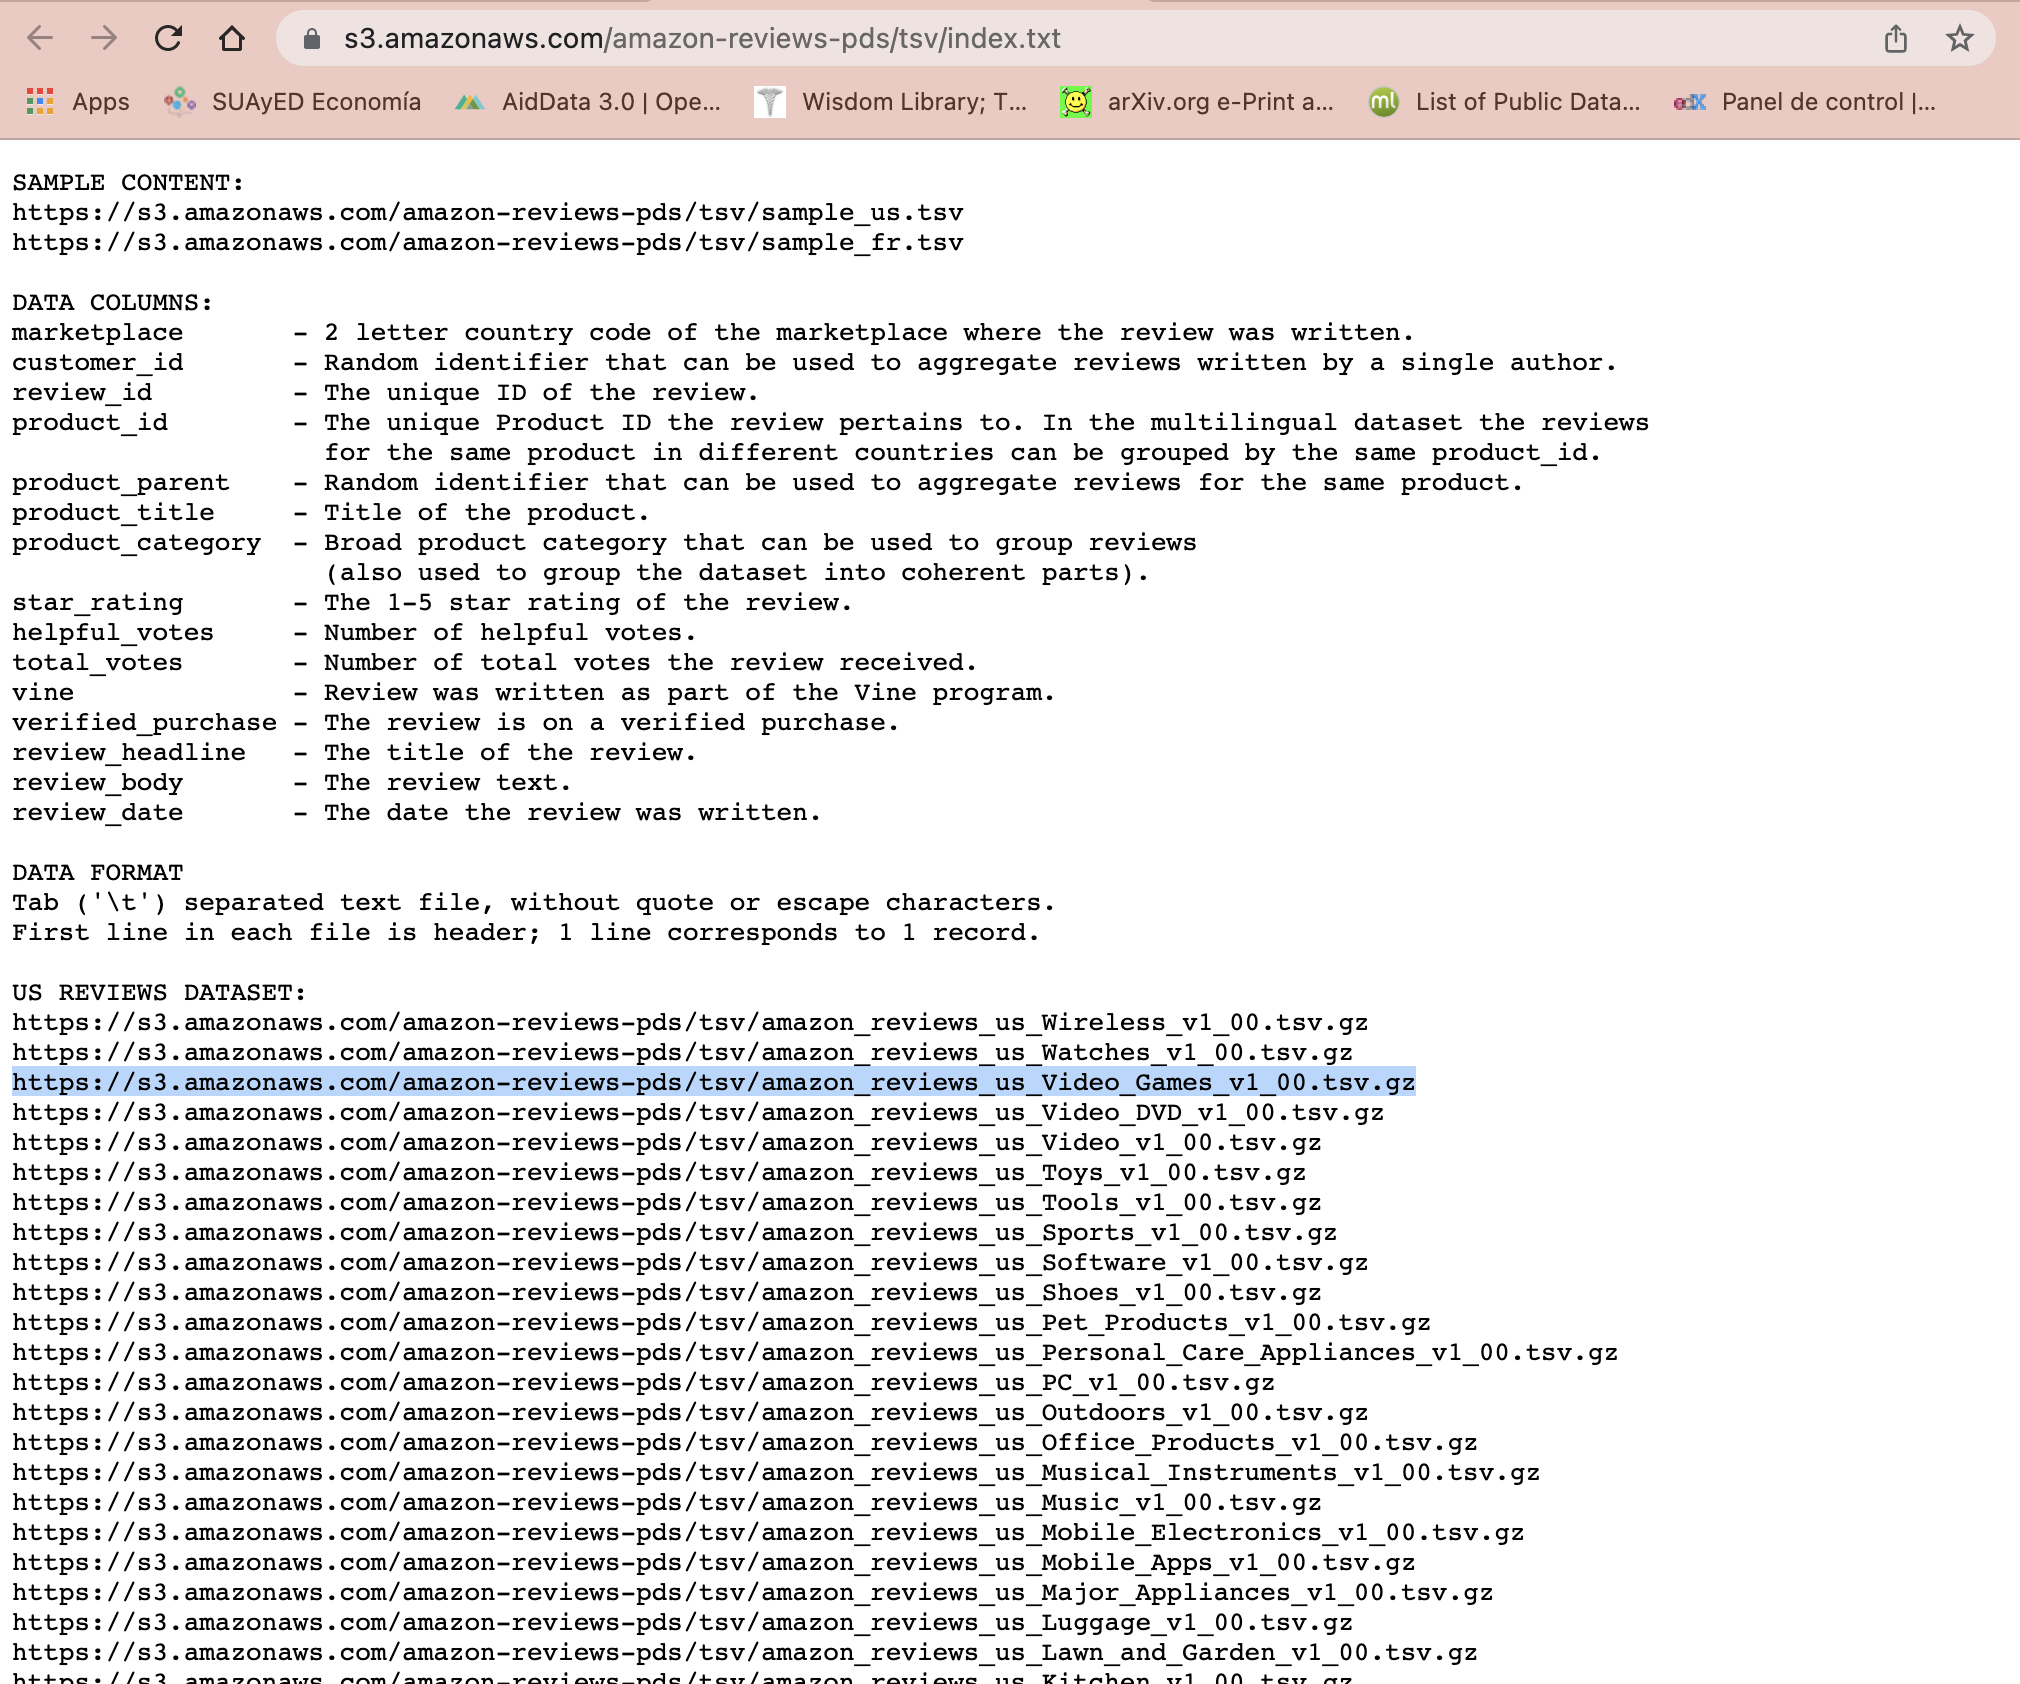 s3.amazonaws.com/amazon-reviews-pds/tsv/index.txt
Apps SUAyED Economía AidData 3.0 | Ope... Wisdom Library; T... arXiv.org e-Print a... ml List of Public Data... edX Panel de control |...
SAMPLE CONTENT:
https://s3.amazonaws.com/amazon-reviews-pds/tsv/sample_us.tsv
https://s3.amazonaws.com/amazon-reviews-pds/tsv/sample_fr.tsv
DATA COLUMNS:
marketplace - 2 letter country code of the marketplace where the review was written.
customer_id - Random identifier that can be used to aggregate reviews written by a single author.
review_id - The unique ID of the review.
product_id - The unique Product ID the review pertains to. In the multilingual dataset the reviews
for the same product in different countries can be grouped by the same product_id.
product_parent - Random identifier that can be used to aggregate reviews for the same product.
product_title - Title of the product.
product_category - Broad product category that can be used to group reviews
(also used to group the dataset into coherent parts).
star_rating - The 1-5 star rating of the review.
helpful_votes - Number of helpful votes.
total_votes - Number of total votes the review received.
vine - Review was written as part of the Vine program.
verified_purchase - The review is on a verified purchase.
review_headline - The title of the review.
review_body - The review text.
review_date - The date the review was written.
DATA FORMAT
Tab ('\t') separated text file, without quote or escape characters.
First line in each file is header; 1 line corresponds to 1 record.
US REVIEWS DATASET:
https://s3.amazonaws.com/amazon-reviews-pds/tsv/amazon_reviews_us_Wireless_v1_00.tsv.gz
https://s3.amazonaws.com/amazon-reviews-pds/tsv/amazon_reviews_us_Watches_v1_00.tsv.gz
https://s3.amazonaws.com/amazon-reviews-pds/tsv/amazon_reviews_us_Video_Games_v1_00.tsv.gz
https://s3.amazonaws.com/amazon-reviews-pds/tsv/amazon_reviews_us_Video_DVD_v1_00.tsv.gz
https://s3.amazonaws.com/amazon-reviews-pds/tsv/amazon_reviews_us_Video_v1_00.tsv.gz
https://s3.amazonaws.com/amazon-reviews-pds/tsv/amazon_reviews_us_Toys_v1_00.tsv.gz
https://s3.amazonaws.com/amazon-reviews-pds/tsv/amazon_reviews_us_Tools_v1_00.tsv.gz
https://s3.amazonaws.com/amazon-reviews-pds/tsv/amazon_reviews_us_Sports_v1_00.tsv.gz
https://s3.amazonaws.com/amazon-reviews-pds/tsv/amazon_reviews_us_Software_v1_00.tsv.gz
https://s3.amazonaws.com/amazon-reviews-pds/tsv/amazon_reviews_us_Shoes_v1_00.tsv.gz
https://s3.amazonaws.com/amazon-reviews-pds/tsv/amazon_reviews_us_Pet_Products_v1_00.tsv.gz
https://s3.amazonaws.com/amazon-reviews-pds/tsv/amazon_reviews_us_Personal_Care_Appliances_v1_00.tsv.gz
https://s3.amazonaws.com/amazon-reviews-pds/tsv/amazon_reviews_us_PC_v1_00.tsv.gz
https://s3.amazonaws.com/amazon-reviews-pds/tsv/amazon_reviews_us_Outdoors_v1_00.tsv.gz
https://s3.amazonaws.com/amazon-reviews-pds/tsv/amazon_reviews_us_Office_Products_v1_00.tsv.gz
https://s3.amazonaws.com/amazon-reviews-pds/tsv/amazon_reviews_us_Musical_Instruments_v1_00.tsv.gz
https://s3.amazonaws.com/amazon-reviews-pds/tsv/amazon_reviews_us_Music_v1_00.tsv.gz
https://s3.amazonaws.com/amazon-reviews-pds/tsv/amazon_reviews_us_Mobile_Electronics_v1_00.tsv.gz
https://s3.amazonaws.com/amazon-reviews-pds/tsv/amazon_reviews_us_Mobile_Apps_v1_00.tsv.gz
https://s3.amazonaws.com/amazon-reviews-pds/tsv/amazon_reviews_us_Major_Appliances_v1_00.tsv.gz
https://s3.amazonaws.com/amazon-reviews-pds/tsv/amazon_reviews_us_Luggage_v1_00.tsv.gz
https://s3.amazonaws.com/amazon-reviews-pds/tsv/amazon_reviews_us_Lawn_and_Garden_v1_00.tsv.gz
https://s3.amazonaws.com/amazon-reviews-pds/tsv/amazon_reviews_us_Kitchen_v1_00.tsv.gz